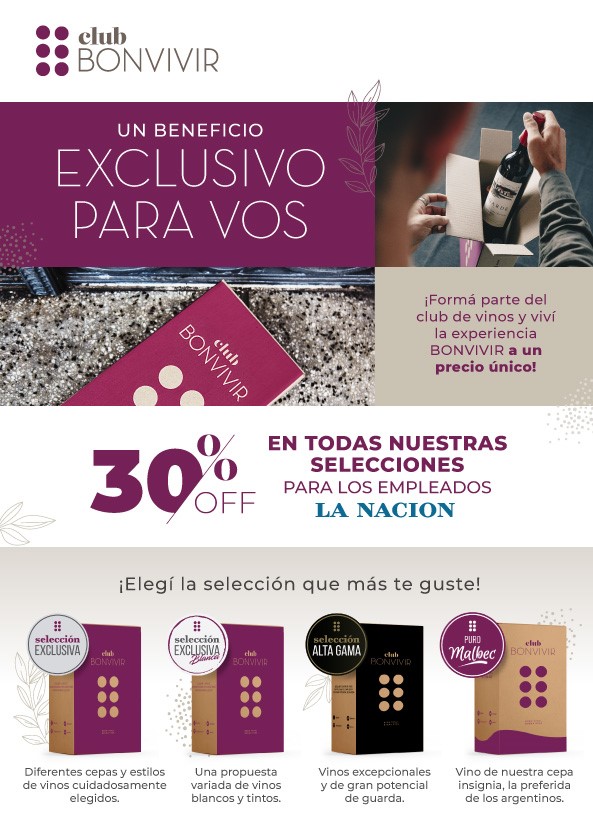 club
BONVIVIR
UN BENEFICIO
EXCLUSIVO
PARA VOS
¡Formá parte del
club de vinos y viví
la experiencia
BONVIVIR a un
precio único!
club
BONVIVIR
30% OFF
EN TODAS NUESTRAS
SELECCIONES
PARA LOS EMPLEADOS
LA NACION
¡Elegí la selección que más te guste!
selección
EXCLUSIVA
club
BONVIVIR
Diferentes cepas y estilos
de vinos cuidadosamente
elegidos.
selección
EXCLUSIVA
Blanca
club
BONVIVIR
Una propuesta
variada de vinos
blancos y tintos.
selección
ALTA GAMA
club
BONVIVIR
Vinos excepcionales
y de gran potencial
de guarda.
PURO
Malbec
club
BONVIVIR
Vino de nuestra cepa
insignia, la preferida
de los argentinos.